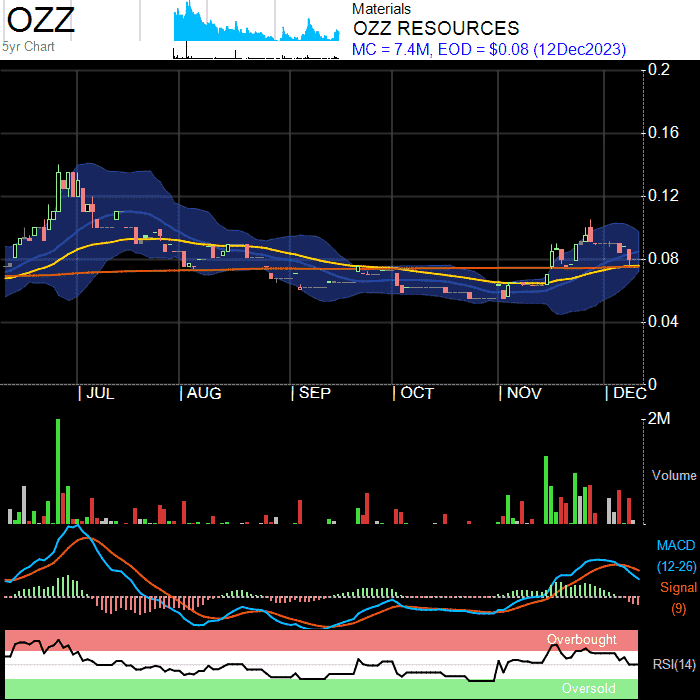 OZZ
5yr Chart
Materials
OZZ RESOURCES
MC = 7.4M, EOD = $0.08 (12Dec2023)
0.2
0.16
0.12
0.08
0.04
0
| JUL | AUG | SEP | OCT | NOV | DEC
2M
Volume
MACD
(12-26)
Signal
(9)
Overbought
RSI(14)
Oversold